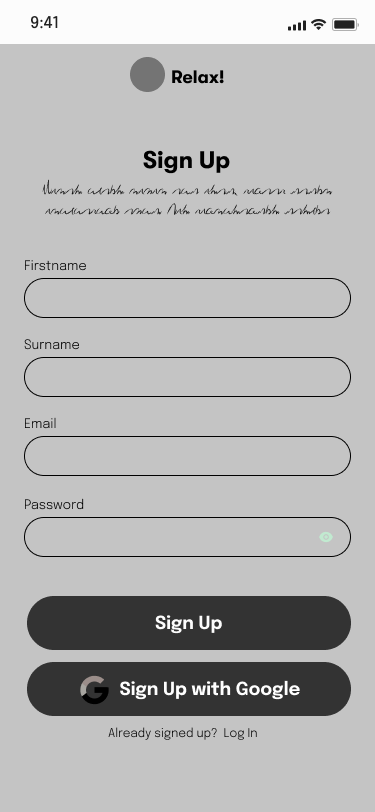 9:41
Relax!
Sign Up
Firstname
Surname
Email
Password
Sign Up
Sign Up with Google
Already signed up? Log In